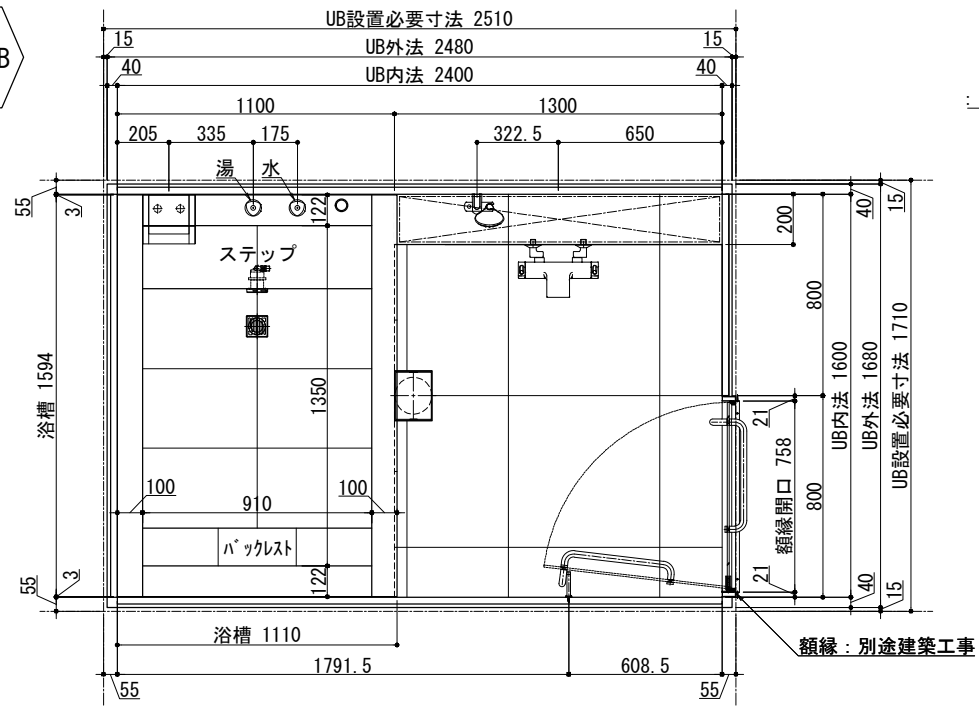 UB設置必要寸法 2510
B
15
UB外法 2480
15
40
UB内法 2400
40
1100
1300
205
335
175
322.5
650
湯
水
55
3
122
200
40
15
ステップ
浴槽 1594
1350
800
UB内法 1600
UB外法 1680
UB設置必要寸法 1710
21
額縁開口 758
800
100
910
100
バックレスト
122
3
55
21
40
15
浴槽 1110
額縁：別途建築工事
1791.5
608.5
55
55